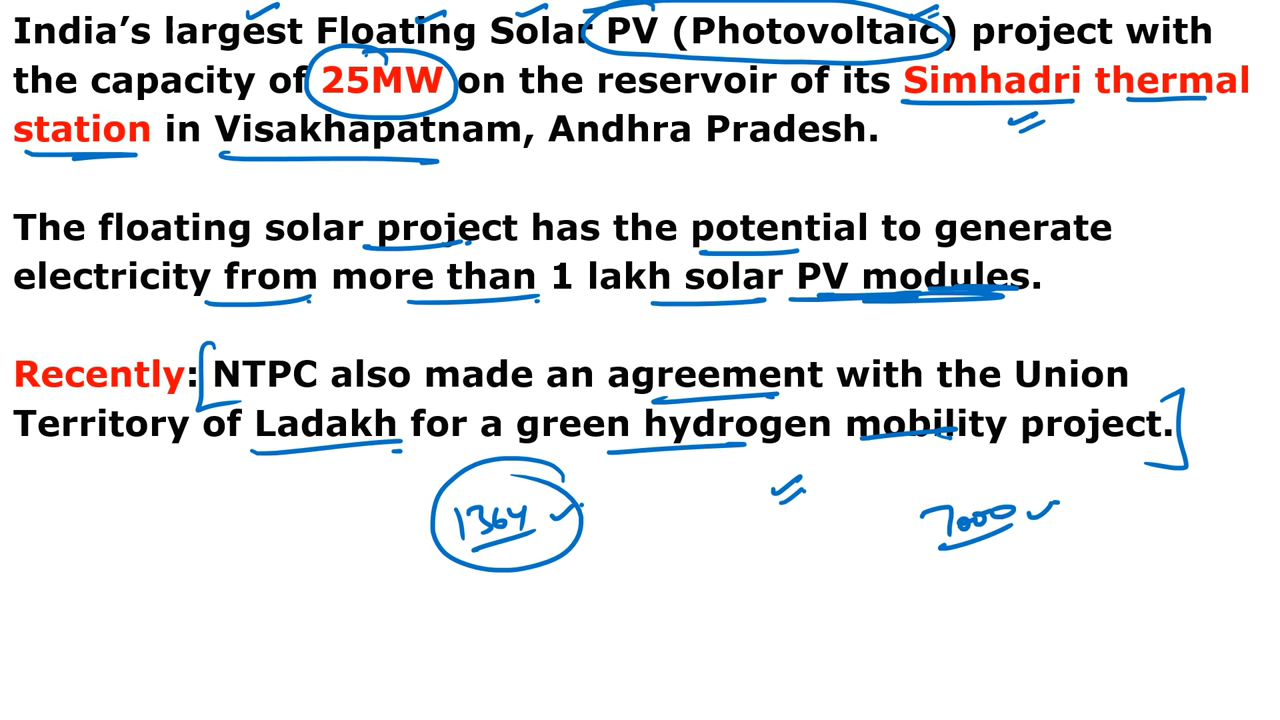 India’s largest Floating Solar PV (Photovoltaic) project with
the capacity of 25MW on the reservoir of its Simhadri thermal
station in Visakhapatnam, Andhra Pradesh.
The floating solar project has the potential to generate
electricity from more than 1 lakh solar PV modules.
Recently: NTPC also made an agreement with the Union
Territory of Ladakh for a green hydrogen mobility project.
1364 7000